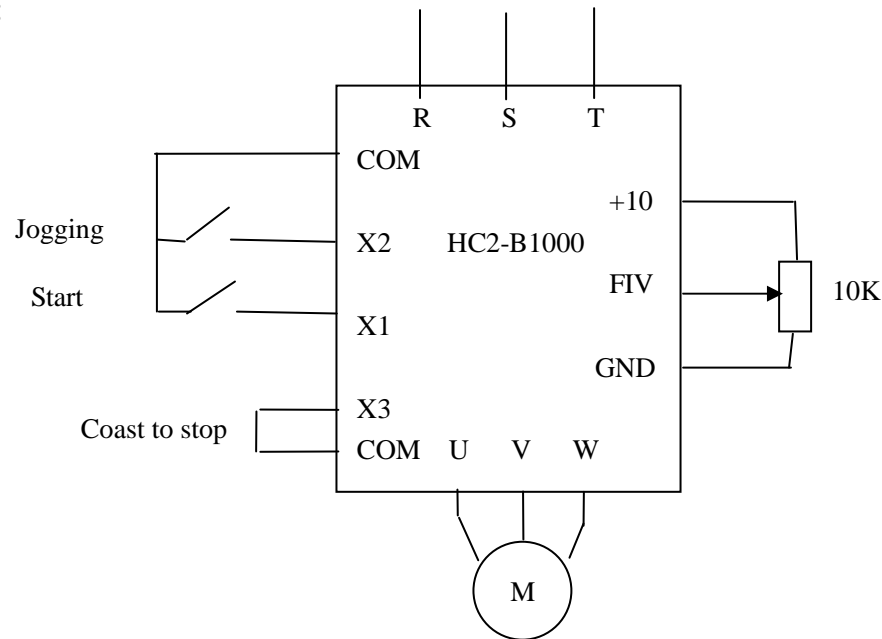 R S T
COM
+10
Jogging X2 HC2-B1000
FIV 10K
Start X1
GND
X3
Coast to stop
COM U V W
M